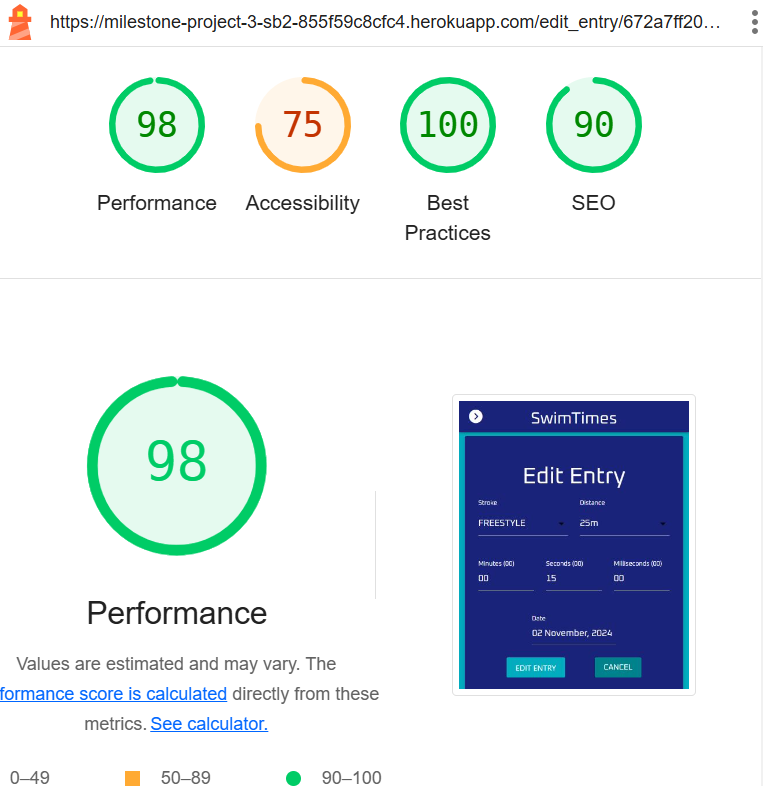 https://milestone-project-3-sb2-855f59c8cfc4.herokuapp.com/edit_entry/672a7ff20…
98
75
100
90
Performance
Accessibility
Best
Practices
SEO
98
Performance
Values are estimated and may vary. The
formance score is calculated directly from these
metrics. See calculator.
0–49
50–89
90–100
SwimTimes
Edit Entry
Stroke
Distance
FREESTYLE
25m
Minutes (00)
Seconds (00)
Milliseconds (00)
00
15
00
Date
02 November, 2024
EDIT ENTRY
CANCEL